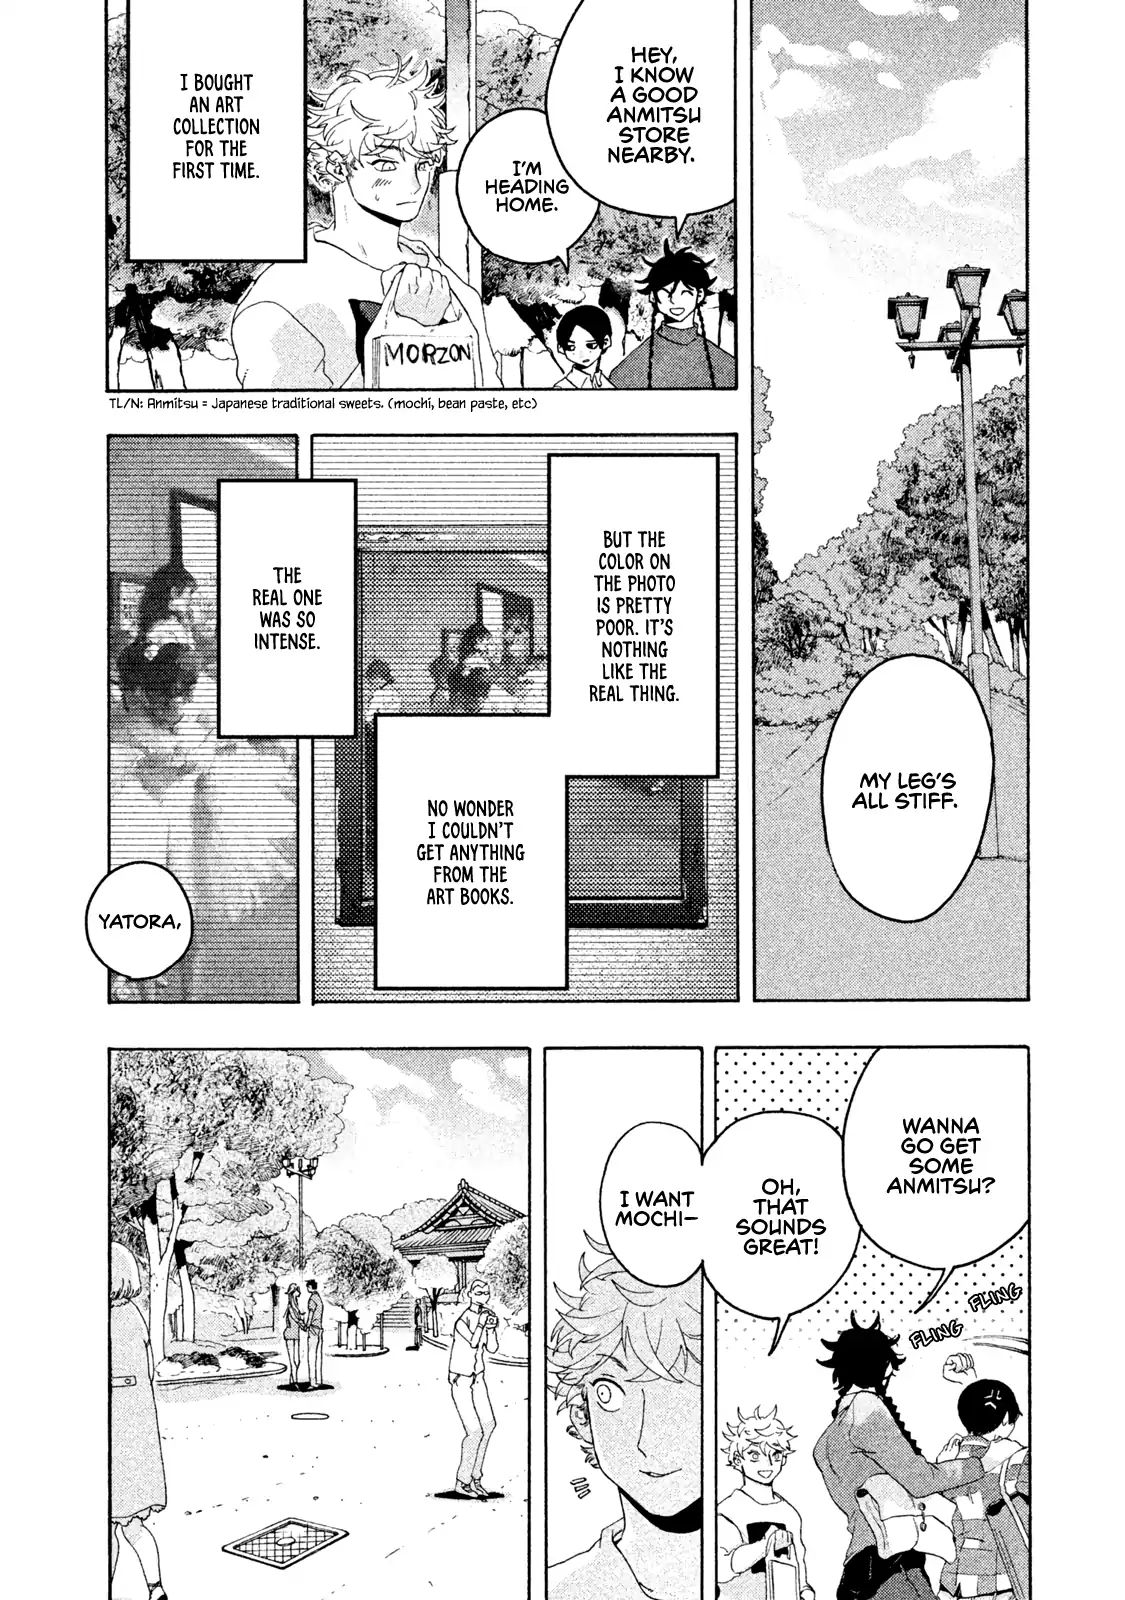 MY LEG'S
ALL STIFF.
HEY,
I KNOW
A GOOD
ANMITSU
STORE
NEARBY.
I'M
HEADING
HOME.
I BOUGHT
AN ART
COLLECTION
FOR THE
FIRST TIME.
MORZON
TL/N: Anmitsu = Japanese traditional sweets. (mochi, bean paste, etc)
BUT THE
COLOR ON
THE PHOTO
IS PRETTY
POOR. IT'S
NOTHING
LIKE THE
REAL THING.
NO WONDER
I COULDN'T
GET ANYTHING
FROM THE
ART BOOKS.
THE
REAL ONE
WAS SO
INTENSE.
YATORA,
WANNA
GO GET
SOME
ANMITSU?
FLING
FLING
OH,
THAT
SOUNDS
GREAT!
I WANT
MOCHI–